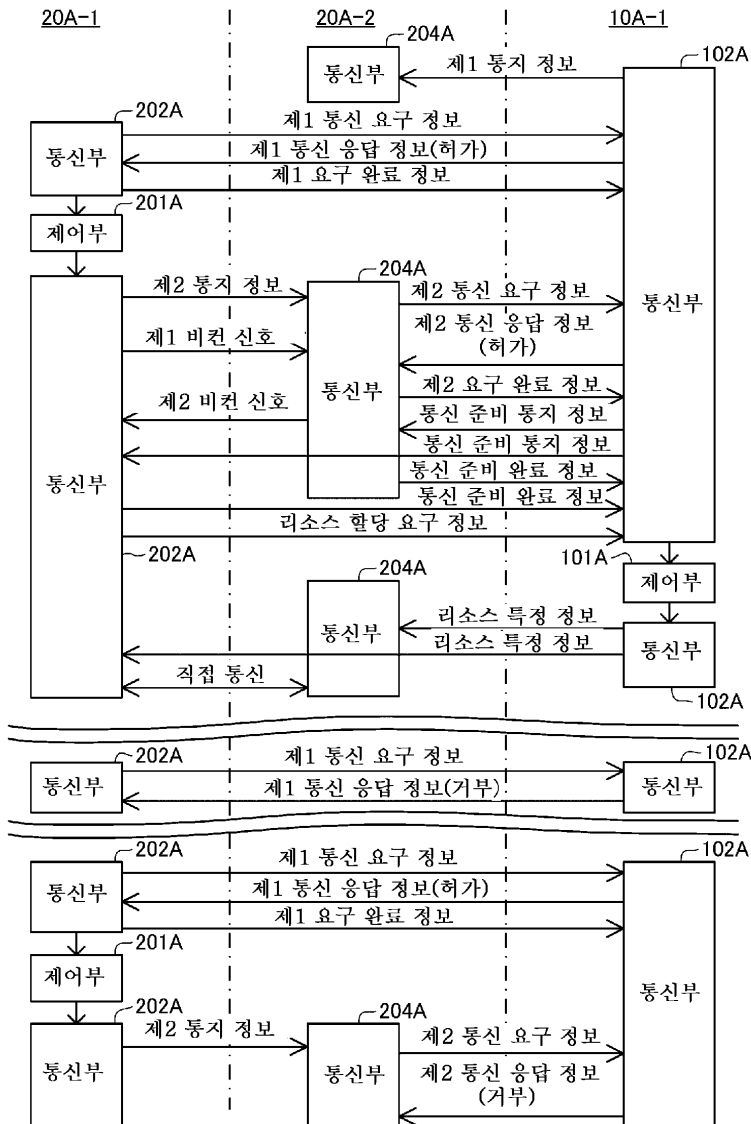 20A-1
20A-2
10A-1
204A
102A
통신부
제1 통지 정보
202A
제1 통신 요구 정보
통신부
제1 통신 응답 정보(허가)
제1 요구 완료 정보
201A
제어부
204A
제2 통지 정보
제2 통신 요구 정보
통신부
제1 비컨 신호
제2 통신 응답 정보
(허가)
통신부
제2 요구 완료 정보
제2 비컨 신호
통신 준비 통지 정보
통신 준비 통지 정보
통신부
통신 준비 완료 정보
통신 준비 완료 정보
리소스 할당 요구 정보
202A
204A
101A
제어부
리소스 특정 정보
통신부
리소스 특정 정보
통신부
직접 통신
102A
202A
제1 통신 요구 정보
102A
통신부
제1 통신 응답 정보(거부)
통신부
202A
제1 통신 요구 정보
102A
통신부
제1 통신 응답 정보(허가)
제1 요구 완료 정보
201A
제어부
통신부
202A
204A
제2 통지 정보
제2 통신 요구 정보
통신부
통신부
제2 통신 응답 정보
(거부)